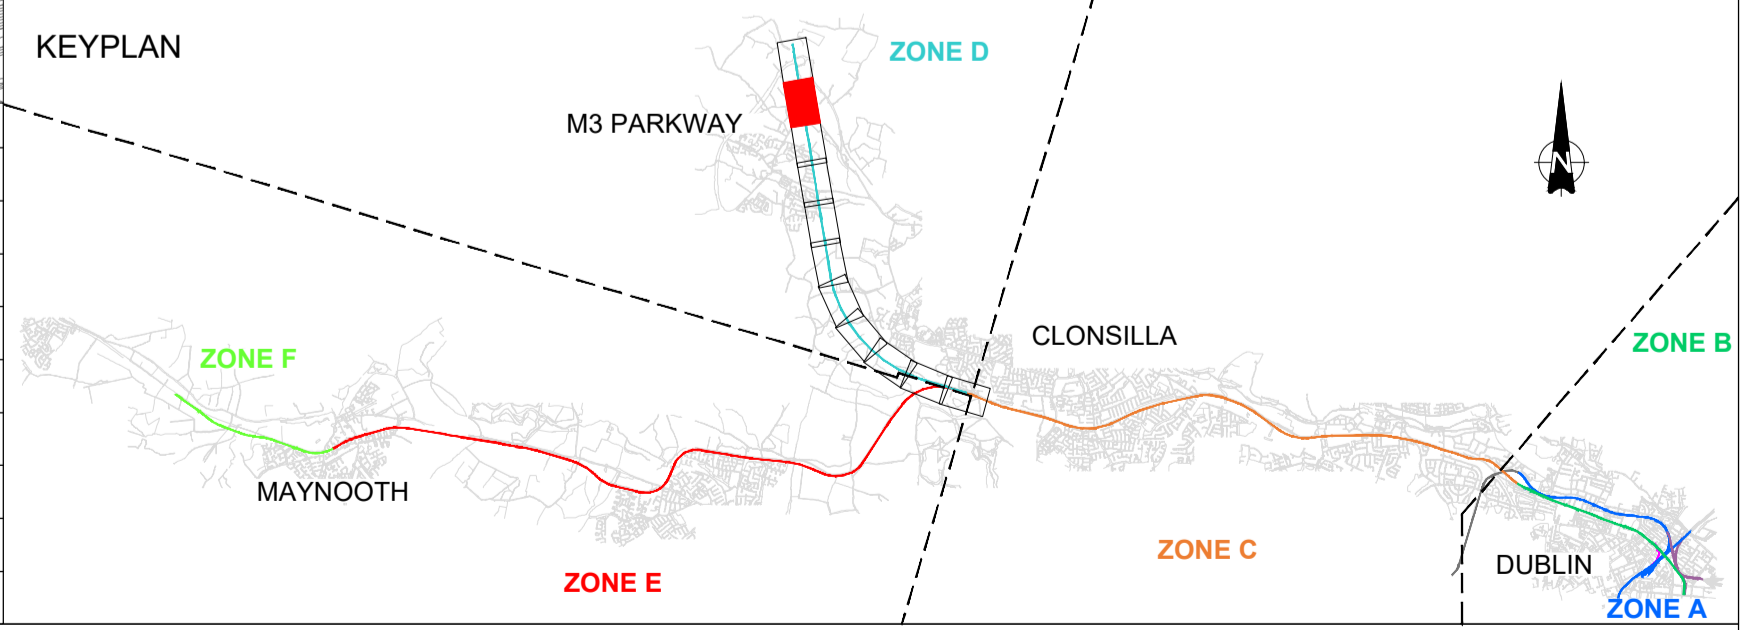 KEYPLAN
ZONE D
M3 PARKWAY
N
CLONSILLA
ZONE B
ZONE F
MAYNOOTH
ZONE C
DUBLIN
ZONE E
ZONE A